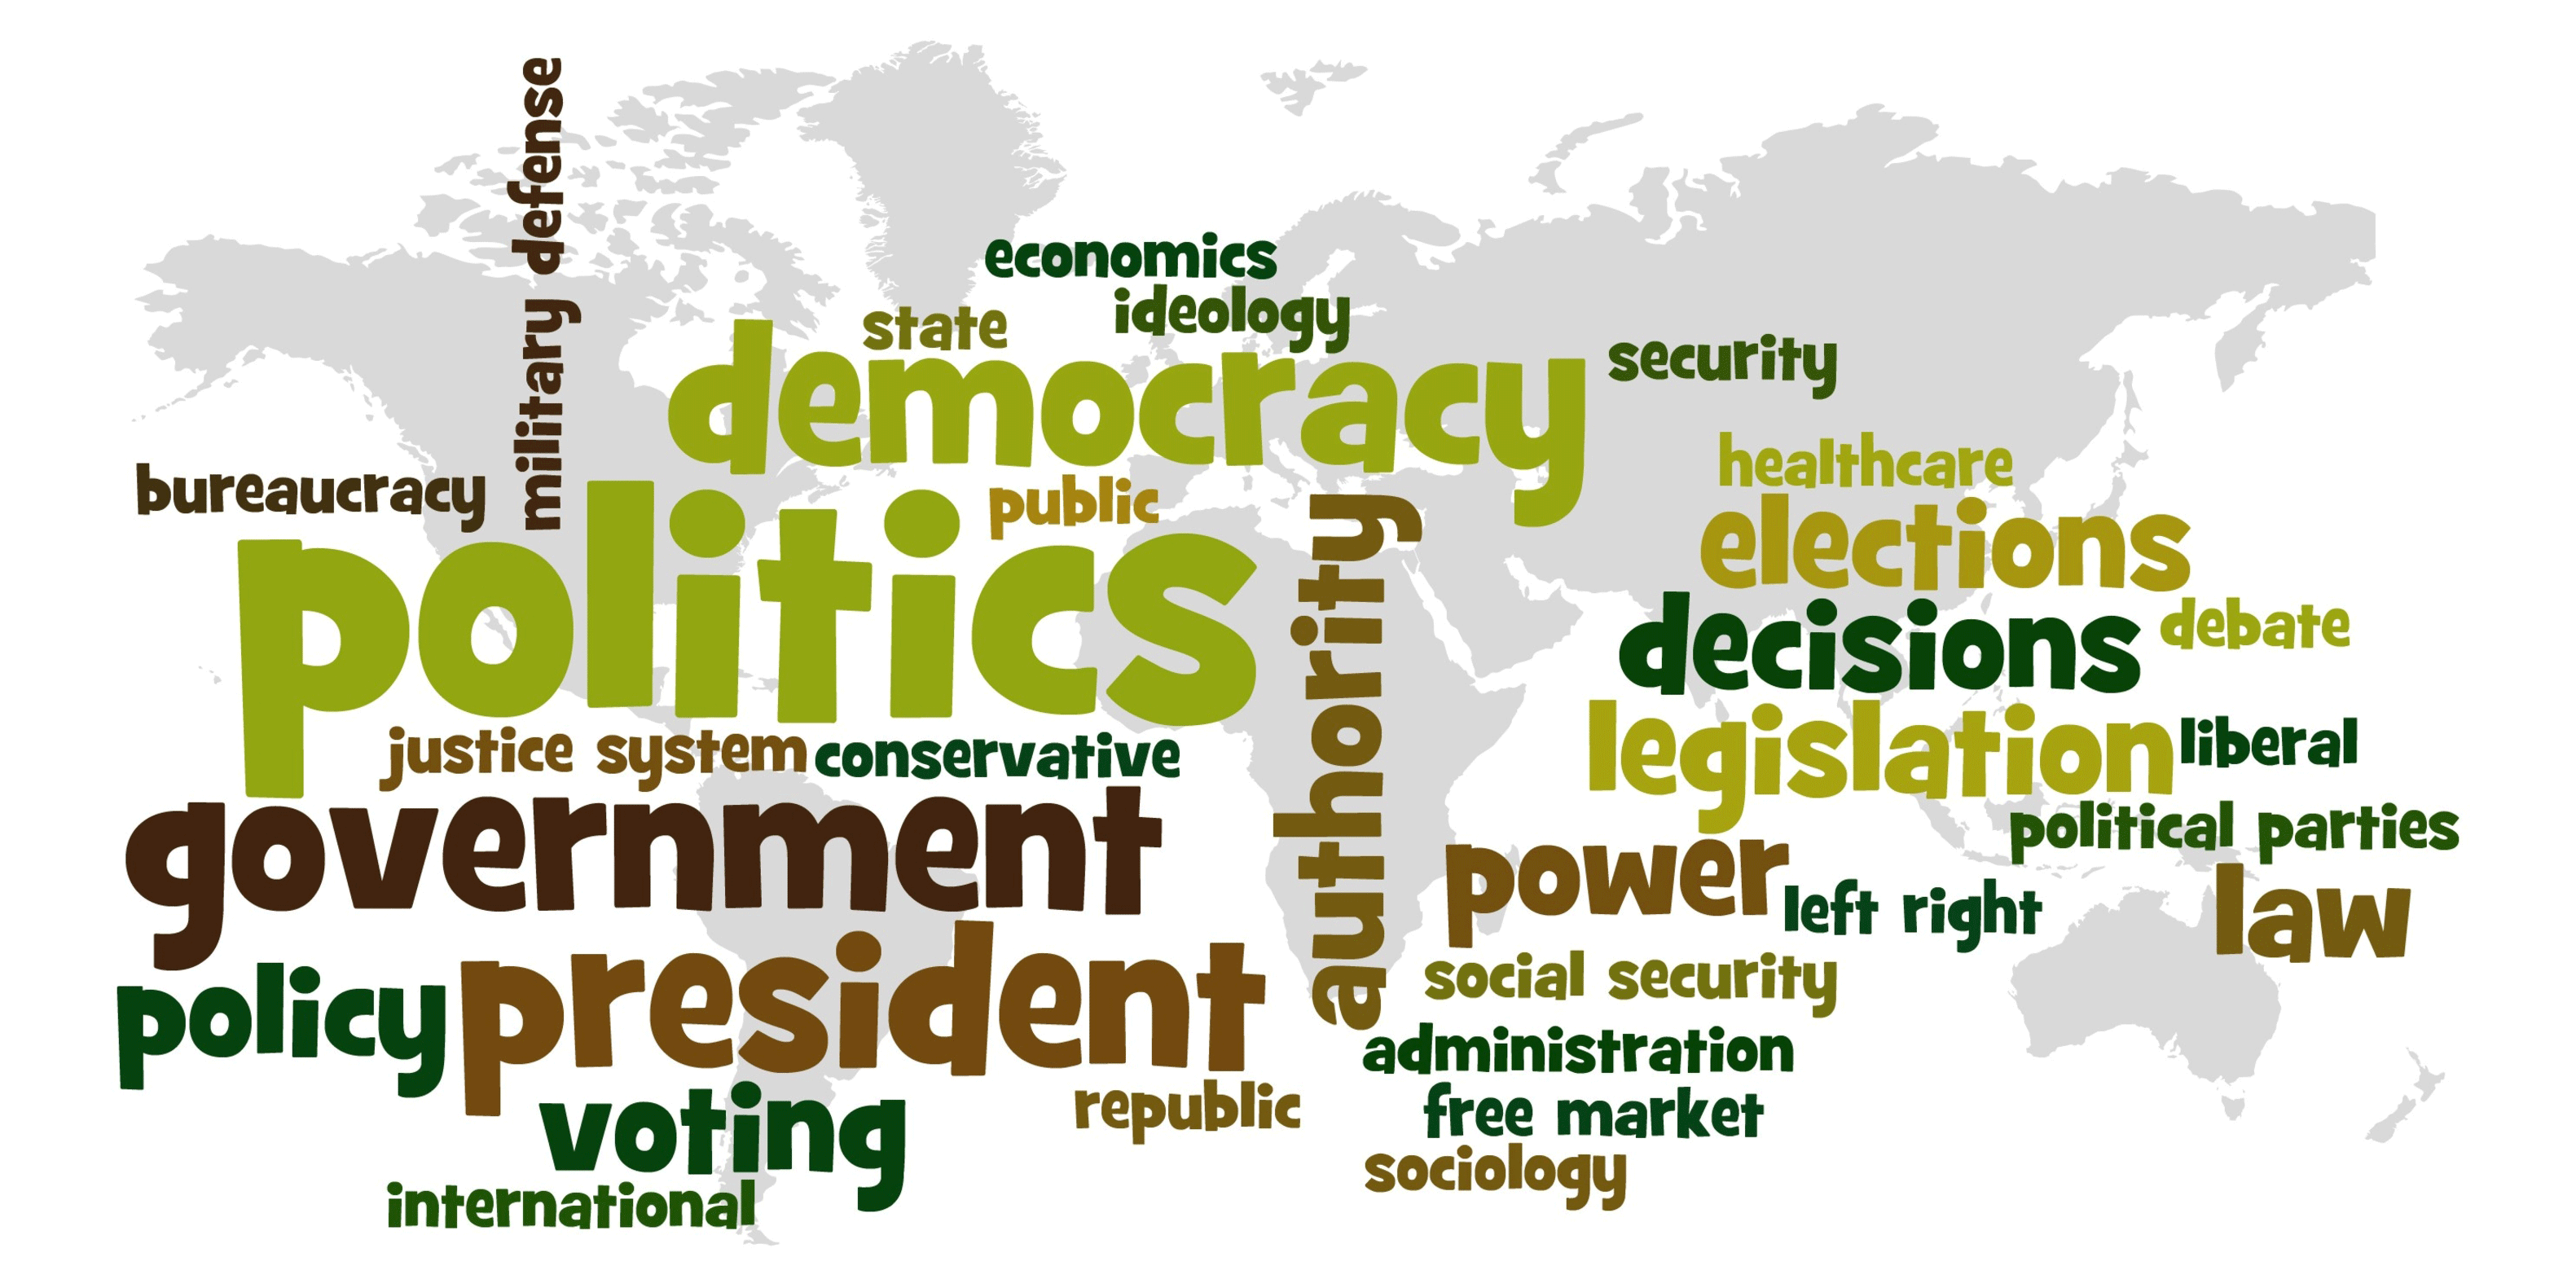 military defense
economics
ideology
state
democracy
security
healthcare
bureaucracy
public
elections
politics
authority
decisions
debate
legislation
liberal
justice system
conservative
political parties
government
power
left right
law
president
policy
social security
administration
voting
republic
free market
sociology
international